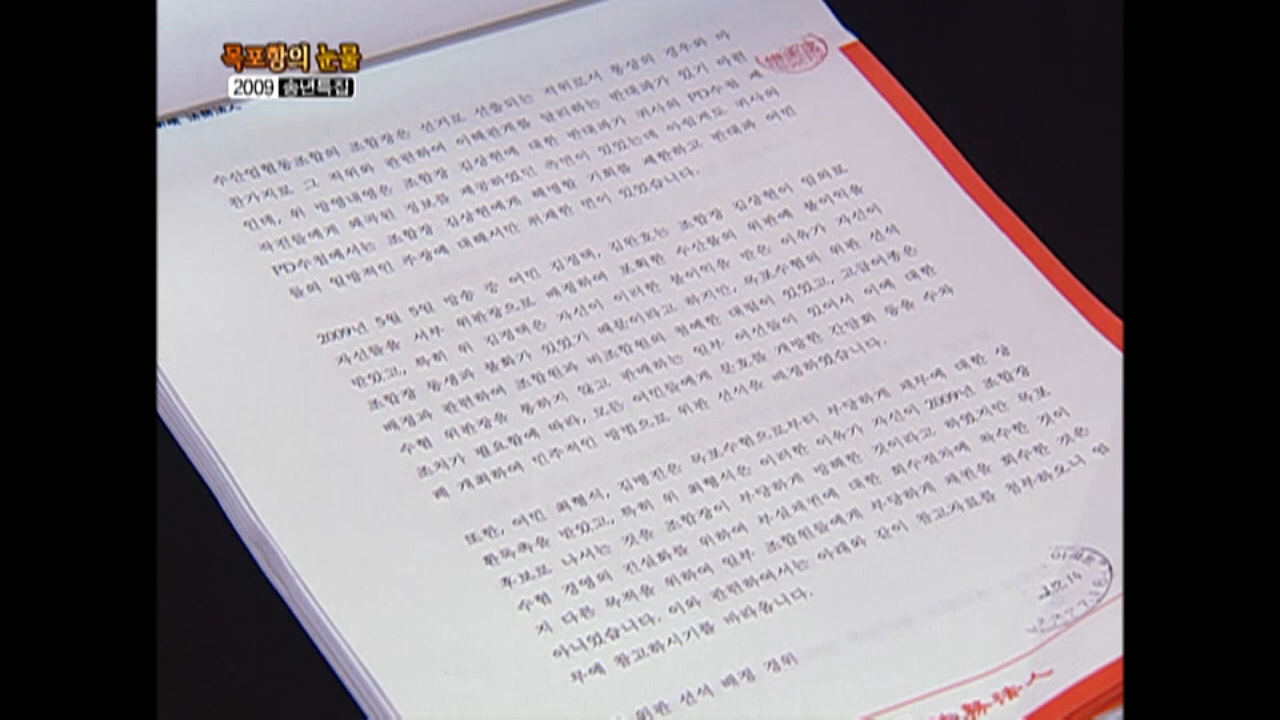 목포항의 눈물
2009 송년특집
수산업협동조합의 조합장은 선거로 선출되는 지위로서 통상의 경우와 마
찬가지로 그 지위와 관련하여 이해관계를 달리하는 반대파가 있기 마련
인데, 위 방영내용은 조합장 김상현에 대한 반대파가 귀사의 PD수첩 제
작진들에게 왜곡된 정보를 제공하였던 측면이 있었는데 아쉽게도 귀사의
PD수첩에서는 조합장 김상현에게 해명할 기회를 제한하고 반대파 어민
들의 일방적인 주장에 대해서만 취재한 면이 있었습니다.
2009년 5월 5일 방송 중 어민 김정택, 김완호는 조합장 김상현이 임의로
자신들을 서부 위판장으로 배정하여 포획한 수산물의 위판에 불이익을
받았고, 특히 위 김정택은 자신이 이러한 불이익을 받은 이유가 자신이
조합장 동생과 불화가 있었기 때문이라고 하지만, 목포수협의 위판 선석
배정과 관련하여 조합원과 비조합원의 첨예한 대립이 있었고, 고급어종은
수협 위판장을 통하지 않고 판매하는 일부 어선들이 있어서 이에 대한
조치가 필요함에 따라, 모든 어민들에게 문호를 개방한 간담회 등을 수차
례 개최하여 민주적인 방법으로 위판 선석을 배정하였습니다.
또한, 어민 최형식, 김병진은 목포수협으로부터 부당하게 채무에 대한 상
환독촉을 받았고, 특히 위 최형식은 이러한 이유가 자신이 2009년 조합장
후보로 나서는 것을 조합장이 부당하게 방해한 것이라고 하였지만 목포
수협 경영의 건실화를 위하여 부실채권에 대한 회수절차에 착수한 것이
지 다른 목적을 위하여 일부 조합원들에게 부당하게 채권을 회수한 것은
아니었습니다. 이와 관련하여서는 아래와 같이 참고자료를 첨부하오니 업
무에 참고하시기를 바라옵니다.
위판 선석 배정 경위